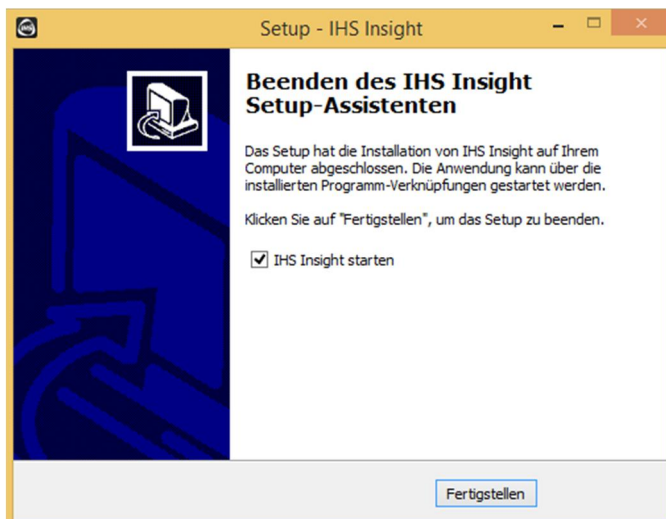 Setup - IHS Insight
Beenden des IHS Insight
Setup-Assistenten
Das Setup hat die Installation von IHS Insight auf Ihrem
Computer abgeschlossen. Die Anwendung kann über die
installierten Programm-Verknüpfungen gestartet werden.
Klicken Sie auf "Fertigstellen", um das Setup zu beenden.
IHS Insight starten
Fertigstellen